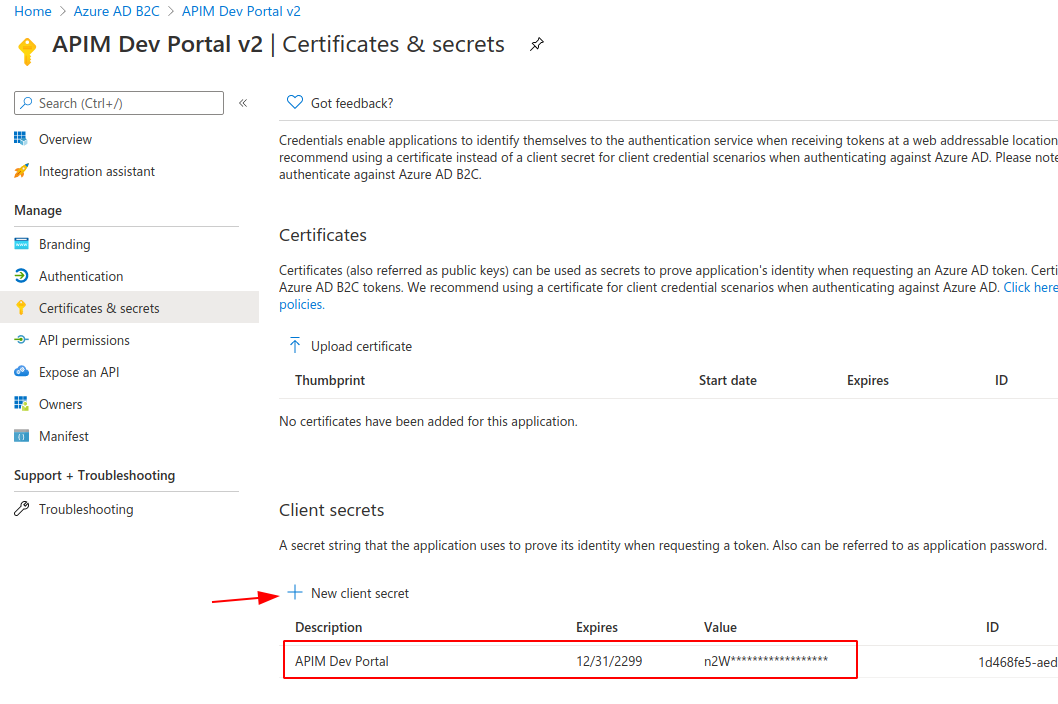 Home > Azure AD B2C > APIM Dev Portal v2
APIM Dev Portal v2 | Certificates & secrets
Search (Ctrl+/)
«
Overview
Integration assistant
Manage
Branding
Authentication
Certificates & secrets
API permissions
Expose an API
Owners
Manifest
Support + Troubleshooting
Troubleshooting
Got feedback?
Credentials enable applications to identify themselves to the authentication service when receiving tokens at a web addressable location
recommend using a certificate instead of a client secret for client credential scenarios when authenticating against Azure AD. Please note
authenticate against Azure AD B2C.
Certificates
Certificates (also referred as public keys) can be used as secrets to prove application's identity when requesting an Azure AD token. Certi
Azure AD B2C tokens. We recommend using a certificate for client credential scenarios when authenticating against Azure AD. Click here
policies.
Upload certificate
Thumbprint Start date Expires ID
No certificates have been added for this application.
Client secrets
A secret string that the application uses to prove its identity when requesting a token. Also can be referred to as application password.
New client secret
Description Expires Value ID
APIM Dev Portal 12/31/2299 n2W****************** 1d468fe5-aed